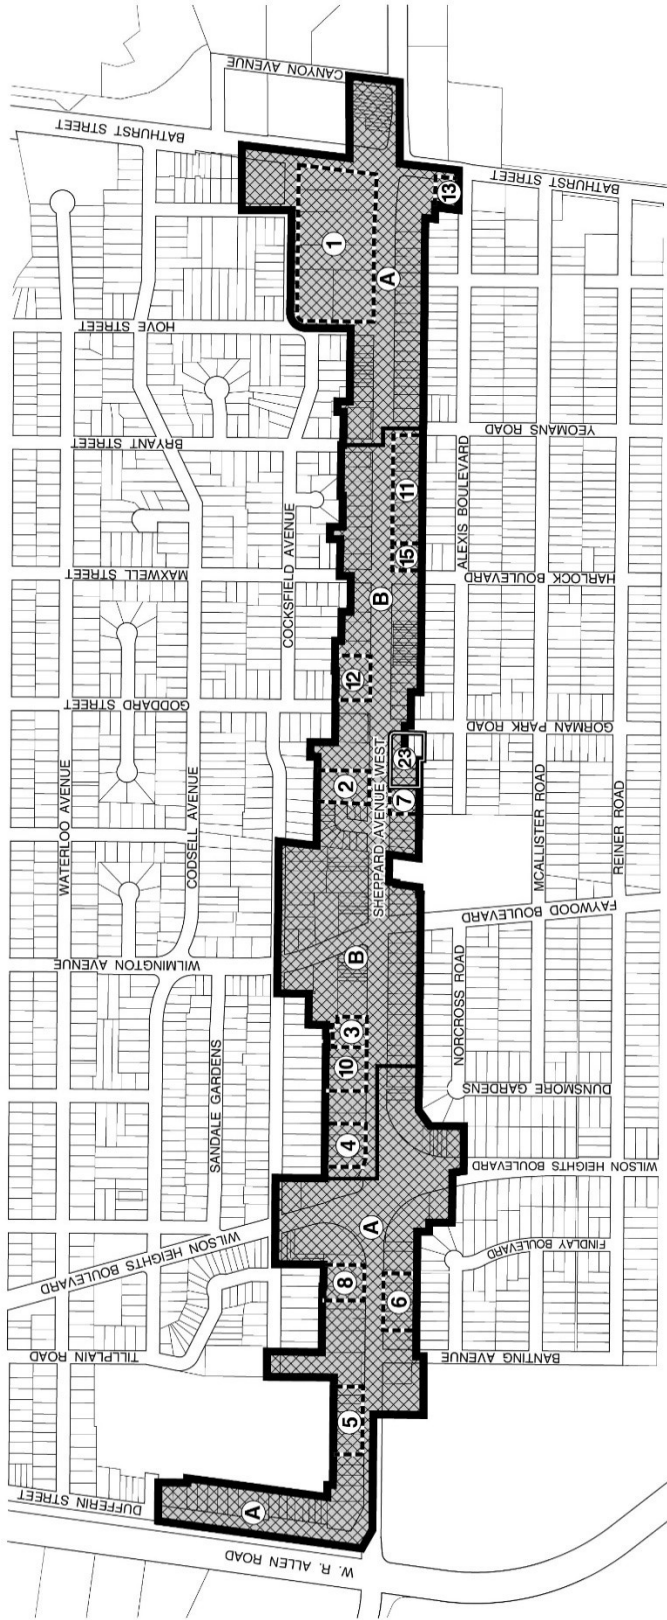 W. R. ALLEN ROAD
DUFFERIN STREET
TILLPLAIN ROAD
WILSON HEIGHTS BOULEVARD
SANDALE GARDENS
WILMINGTON AVENUE
WATERLOO AVENUE
CODSELL AVENUE
GODDARD STREET
MAXWELL STREET
COCKSFIELD AVENUE
BRYANT STREET
HOVE STREET
BATHURST STREET
CANYON AVENUE
A
5
8
6
A
4
10
3
B
2
SHEPPARD AVENUE WEST
7
23
12
B
15
11
1
A
13
BANTING AVENUE
FINDLAY BOULEVARD
WILSON HEIGHTS BOULEVARD
DUNSMORE GARDENS
NORCROSS ROAD
FAYWOOD BOULEVARD
MCALLISTER ROAD
REINER ROAD
GORMAN PARK ROAD
HARLOCK BOULEVARD
ALEXIS BOULEVARD
YEOMANS ROAD
BATHURST STREET